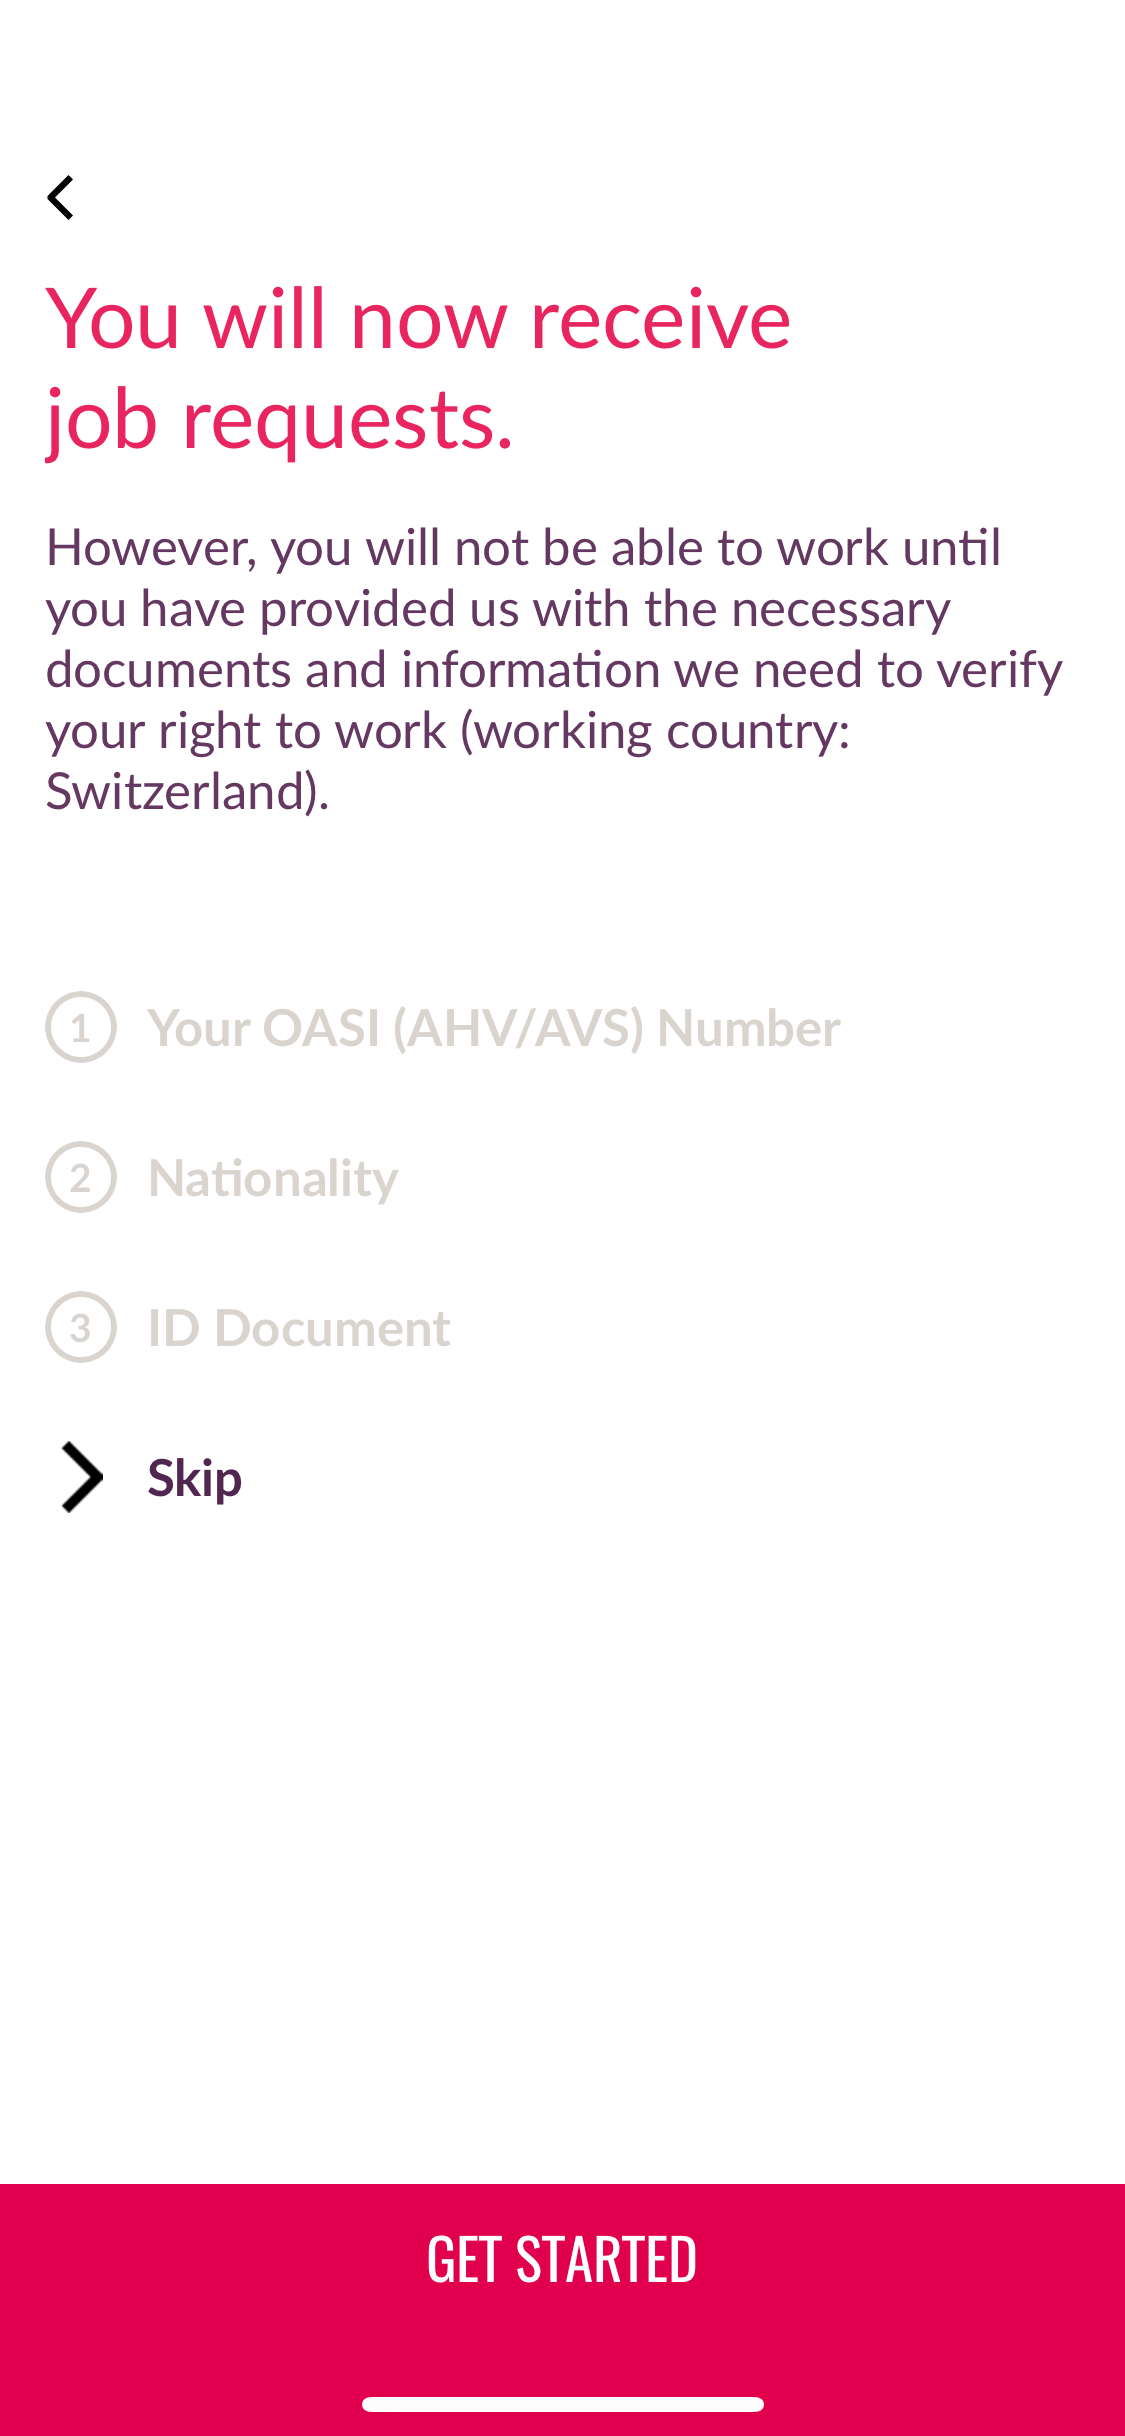 You will now receive
job requests.
However, you will not be able to work until
you have provided us with the necessary
documents and information we need to verify
your right to work (working country:
Switzerland).
1 Your OASI (AHV/AVS) Number
2 Nationality
3 ID Document
Skip
GET STARTED